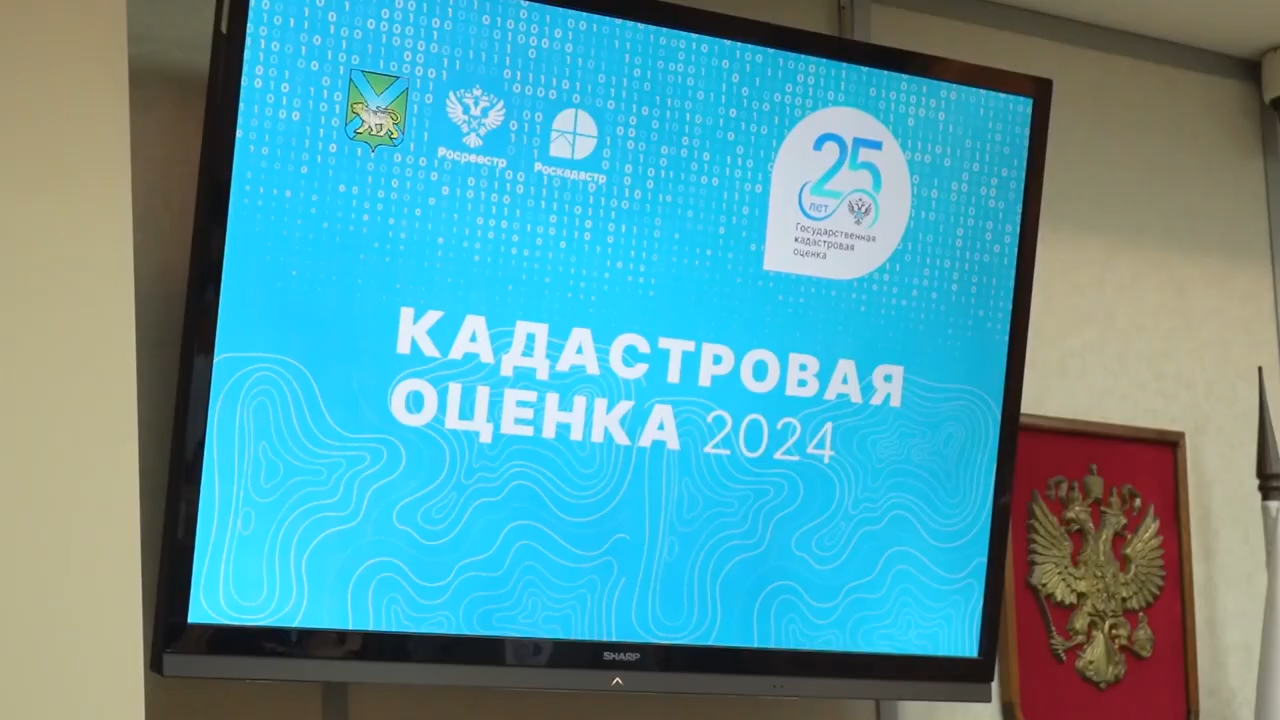 Росреестр
Роскадастр
25
лет
Государственная
кадастровая
оценка
КАДАСТРОВАЯ
ОЦЕНКА 2024
SHARP